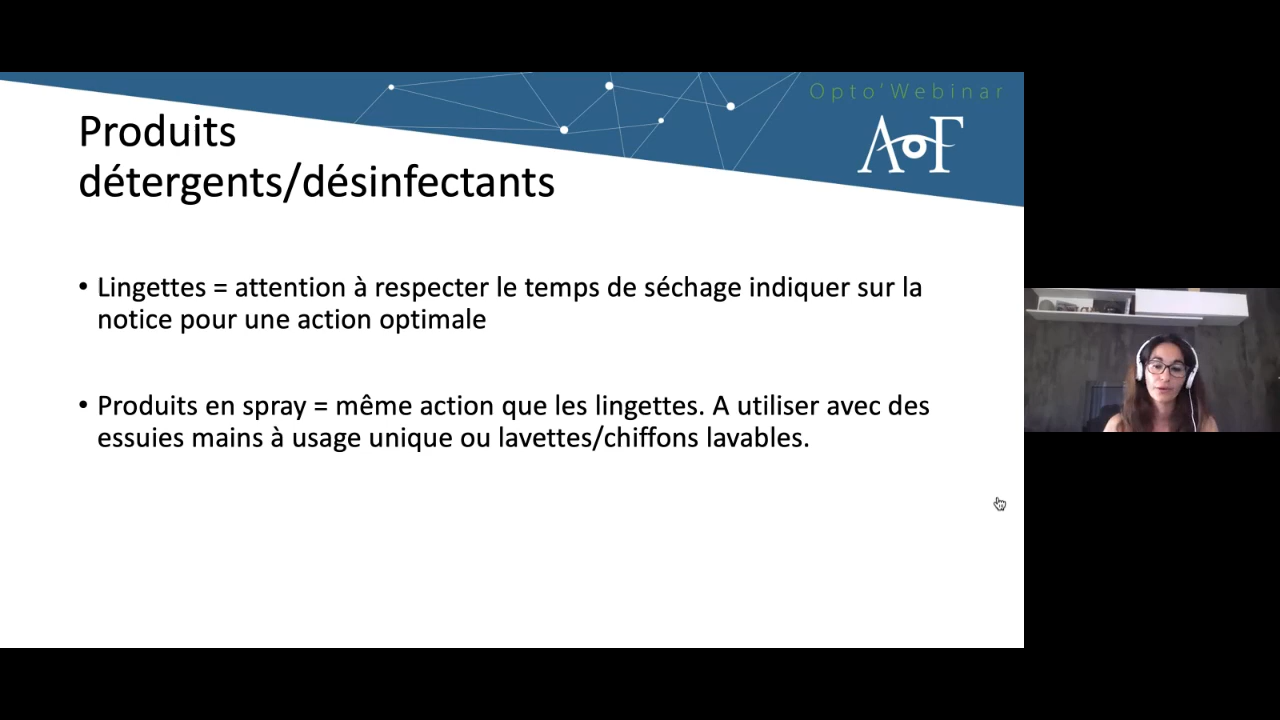 Opto'Webinar
AoF
Produits
détergents/désinfectants
• Lingettes = attention à respecter le temps de séchage indiquer sur la
notice pour une action optimale
• Produits en spray = même action que les lingettes. A utiliser avec des
essuies mains à usage unique ou lavettes/chiffons lavables.